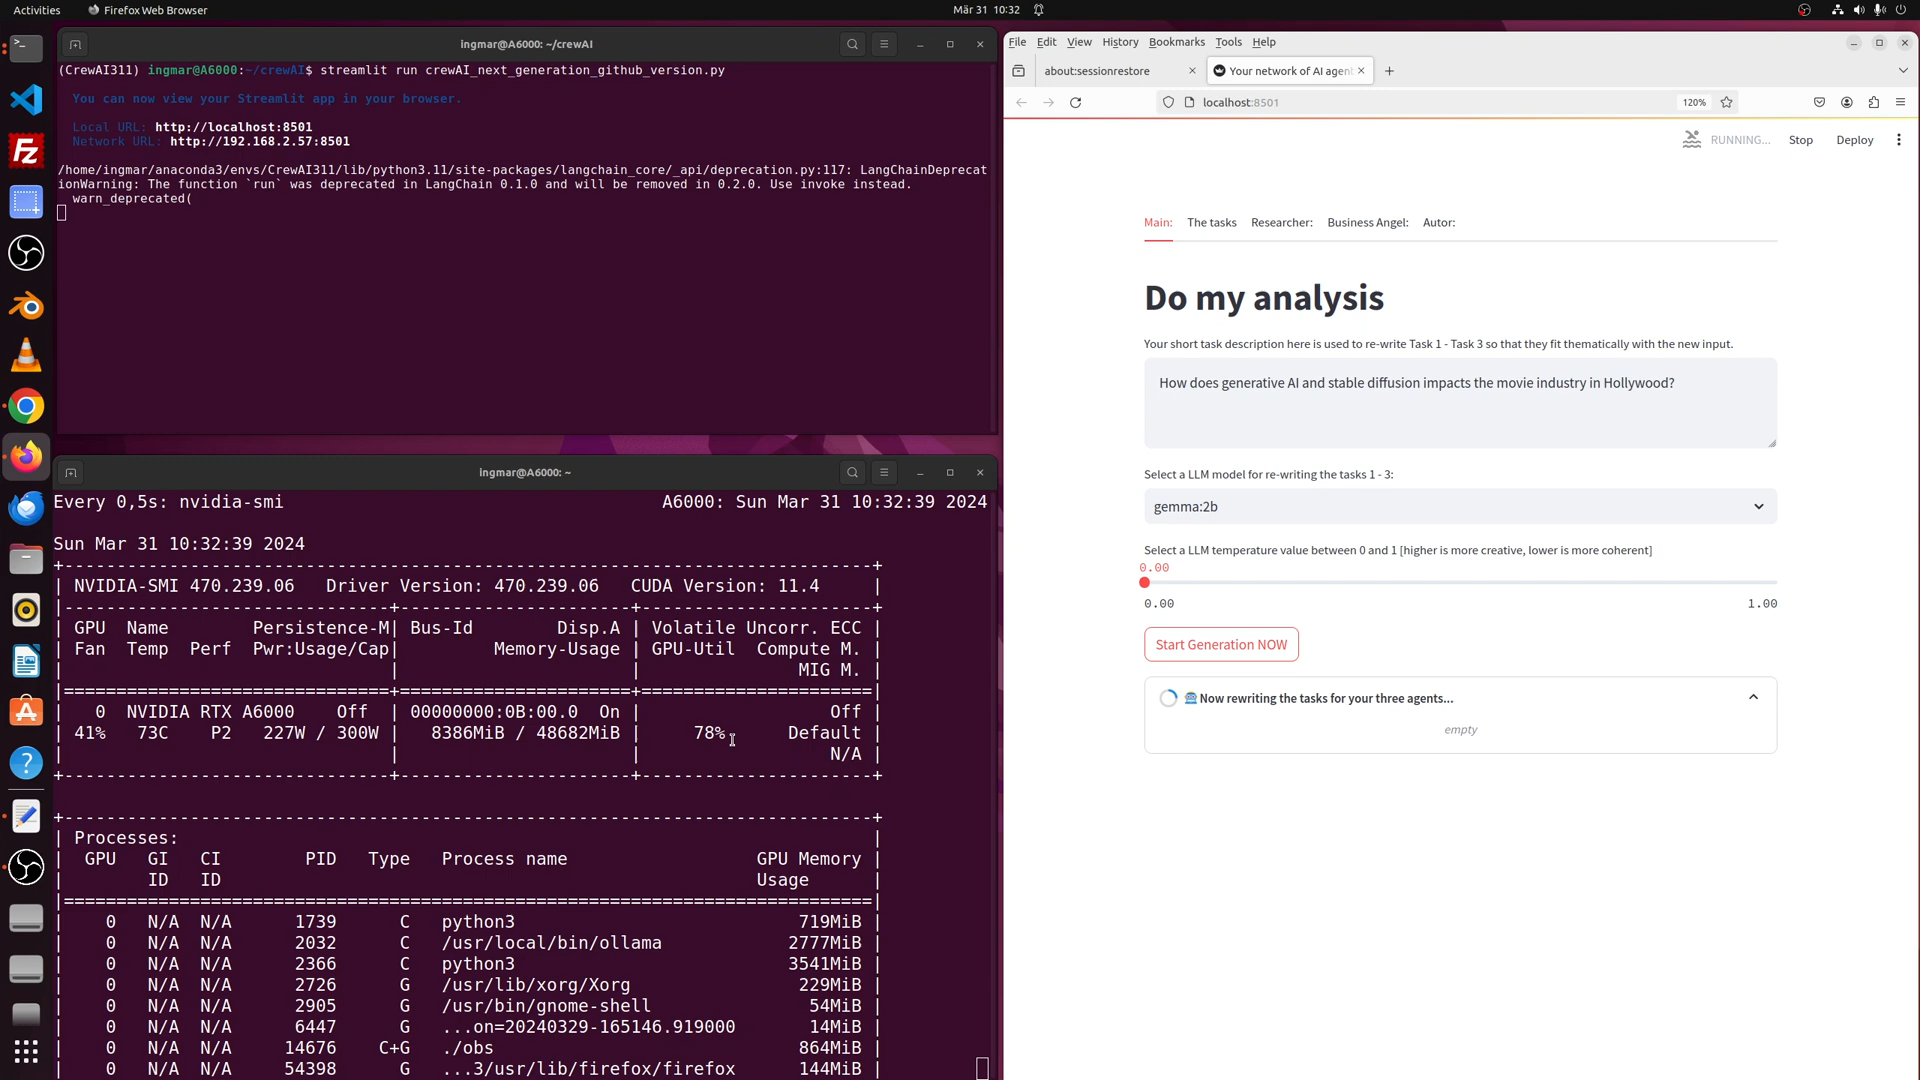 Activities
Firefox Web Browser
Mär 31 10:32
ingmar@A6000: ~/crewAI
(CrewAI311) ingmar@A6000:~/crewAI$ streamlit run crewAI_next_generation_github_version.py
You can now view your Streamlit app in your browser.
Local URL: http://localhost:8501
Network URL: http://192.168.2.57:8501
/home/ingmar/anaconda3/envs/CrewAI311/lib/python3.11/site-packages/langchain_core/_api/deprecation.py:117: LangChainDeprecat
ionWarning: The function `run` was deprecated in LangChain 0.1.0 and will be removed in 0.2.0. Use invoke instead.
warn_deprecated(
ingmar@A6000: ~
Every 0,5s: nvidia-smi A6000: Sun Mar 31 10:32:39 2024
Sun Mar 31 10:32:39 2024
+-----------------------------------------------------------------------------+
| NVIDIA-SMI 470.239.06 Driver Version: 470.239.06 CUDA Version: 11.4 |
|-------------------------------+----------------------+----------------------+
| GPU Name Persistence-M| Bus-Id Disp.A | Volatile Uncorr. ECC |
| Fan Temp Perf Pwr:Usage/Cap| Memory-Usage | GPU-Util Compute M. |
| | | MIG M. |
|===============================+======================+======================|
| 0 NVIDIA RTX A6000 Off | 00000000:0B:00.0 On | Off |
| 41% 73C P2 227W / 300W | 8386MiB / 48682MiB | 78% Default |
| | | N/A |
+-------------------------------+----------------------+----------------------+
+-----------------------------------------------------------------------------+
| Processes: |
| GPU GI CI PID Type Process name GPU Memory |
| ID ID Usage |
|=============================================================================|
| 0 N/A N/A 1739 C python3 719MiB |
| 0 N/A N/A 2032 C /usr/local/bin/ollama 2777MiB |
| 0 N/A N/A 2366 C python3 3541MiB |
| 0 N/A N/A 2726 G /usr/lib/xorg/Xorg 229MiB |
| 0 N/A N/A 2905 G /usr/bin/gnome-shell 54MiB |
| 0 N/A N/A 6447 G ...on=20240329-165146.919000 14MiB |
| 0 N/A N/A 14676 C+G ./obs 864MiB |
| 0 N/A N/A 54398 G ...3/usr/lib/firefox/firefox 144MiB |
File Edit View History Bookmarks Tools Help
about:sessionrestore
Your network of AI agent
localhost:8501
120%
RUNNING... Stop Deploy
Main: The tasks Researcher: Business Angel: Autor:
Do my analysis
Your short task description here is used to re-write Task 1 - Task 3 so that they fit thematically with the new input.
How does generative AI and stable diffusion impacts the movie industry in Hollywood?
Select a LLM model for re-writing the tasks 1 - 3:
gemma:2b
Select a LLM temperature value between 0 and 1 [higher is more creative, lower is more coherent]
0.00
0.00 1.00
Start Generation NOW
Now rewriting the tasks for your three agents...
empty